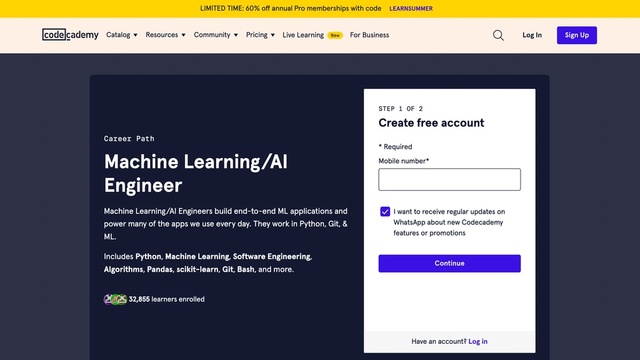 LIMITED TIME: 60% off annual Pro memberships with code LEARNSUMMER
codecademy Catalog Resources Community Pricing Live Learning New For Business Log In Sign Up
Career Path
Machine Learning/AI
Engineer
Machine Learning/AI Engineers build end-to-end ML applications and
power many of the apps we use every day. They work in Python, Git, &
ML.
Includes Python, Machine Learning, Software Engineering,
Algorithms, Pandas, scikit-learn, Git, Bash, and more.
32,855 learners enrolled
STEP 1 OF 2
Create free account
* Required
Mobile number*
I want to receive regular updates on
WhatsApp about new Codecademy
features or promotions
Continue
Have an account? Log in